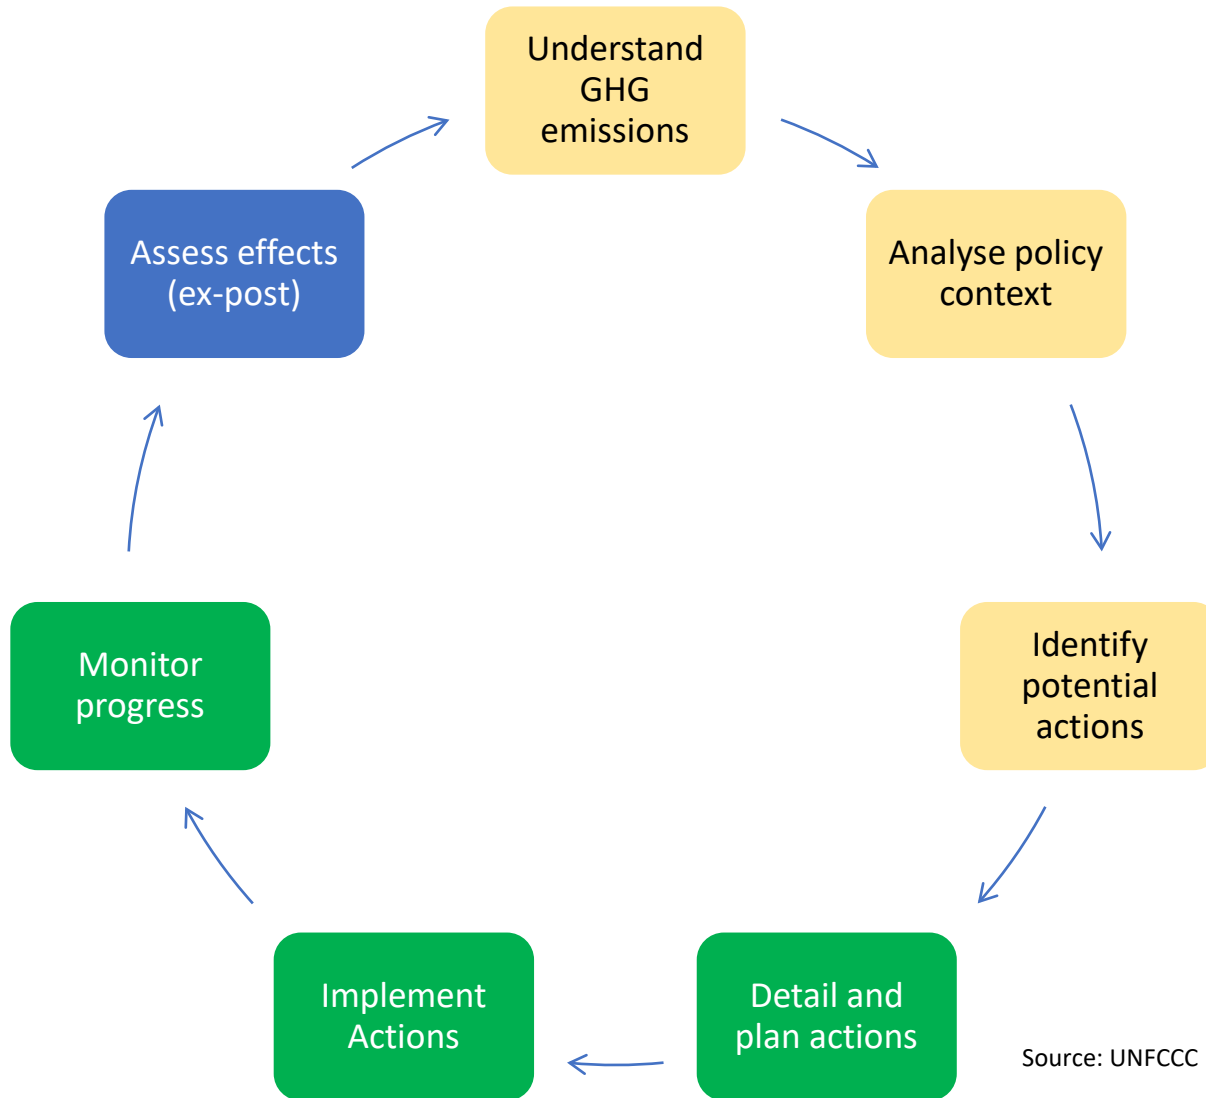 Understand
GHG
emissions
Analyse policy
context
Identify
potential
actions
Detail and
plan actions
Implement
Actions
Monitor
progress
Assess effects
(ex-post)
Source: UNFCCC